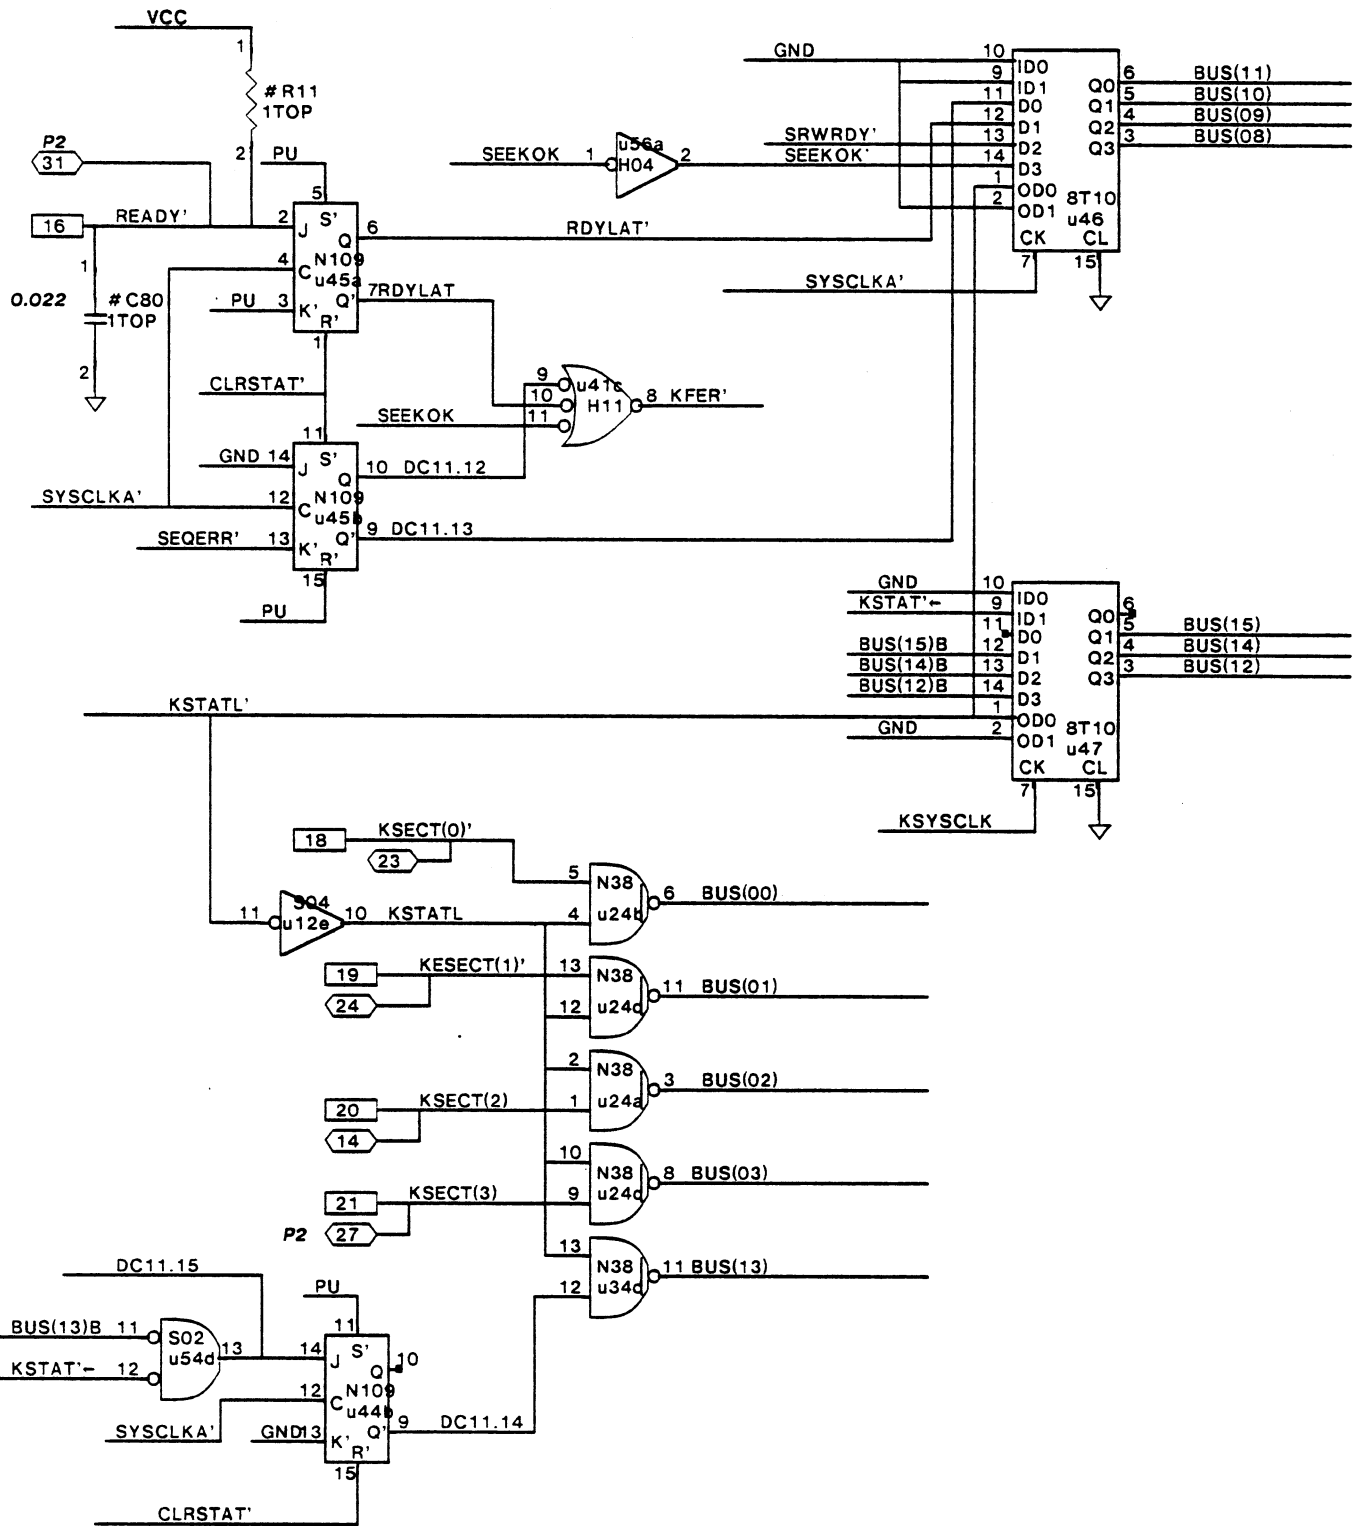 VCC
1
#R11
1TOP
2
P2
31
PU
5
16
READY'
2
J
S'
Q
6
RDYLAT'
N109
u45a
4
C
1
0.022
#C80
1TOP
2
PU
3
K'
Q'
7
RDYLAT
R'
1
CLRSTAT'
SEEKOK
1
u56a
H04
2
SEEKOK'
GND
10
ID0
9
ID1
11
D0
12
D1
SRWRDY'
13
D2
14
D3
1
OD0
2
OD1
8T10
u46
CK
CL
7
15
SYSCLKA'
Q0
6
BUS(11)
Q1
5
BUS(10)
Q2
4
BUS(09)
Q3
3
BUS(08)
9
10
SEEKOK
11
u41c
H11
8
KFER'
11
GND
14
J
S'
Q
10
DC11.12
SYSCLKA'
12
C
N109
u45b
SEQERR'
13
K'
Q'
9
DC11.13
R'
15
PU
GND
10
ID0
KSTAT'←
9
ID1
11
D0
BUS(15)B
12
D1
BUS(14)B
13
D2
BUS(12)B
14
D3
1
OD0
GND
2
OD1
8T10
u47
CK
CL
7
15
KSYSCLK
Q0
6
Q1
5
BUS(15)
Q2
4
BUS(14)
Q3
3
BUS(12)
KSTATL'
18
KSECT(0)'
23
5
N38
u24b
6
BUS(00)
4
11
S04
u12e
10
KSTATL
19
KESECT(1)'
24
13
N38
u24d
11
BUS(01)
12
2
N38
u24a
3
BUS(02)
20
KSECT(2)
1
14
10
N38
u24c
8
BUS(03)
21
KSECT(3)
9
P2
27
13
N38
u34d
11
BUS(13)
12
DC11.15
PU
11
BUS(13)B
11
S02
u54d
13
KSTAT'←
12
14
J
S'
Q
10
12
C
N109
u44b
SYSCLKA'
GND
13
K'
Q'
9
DC11.14
R'
15
CLRSTAT'